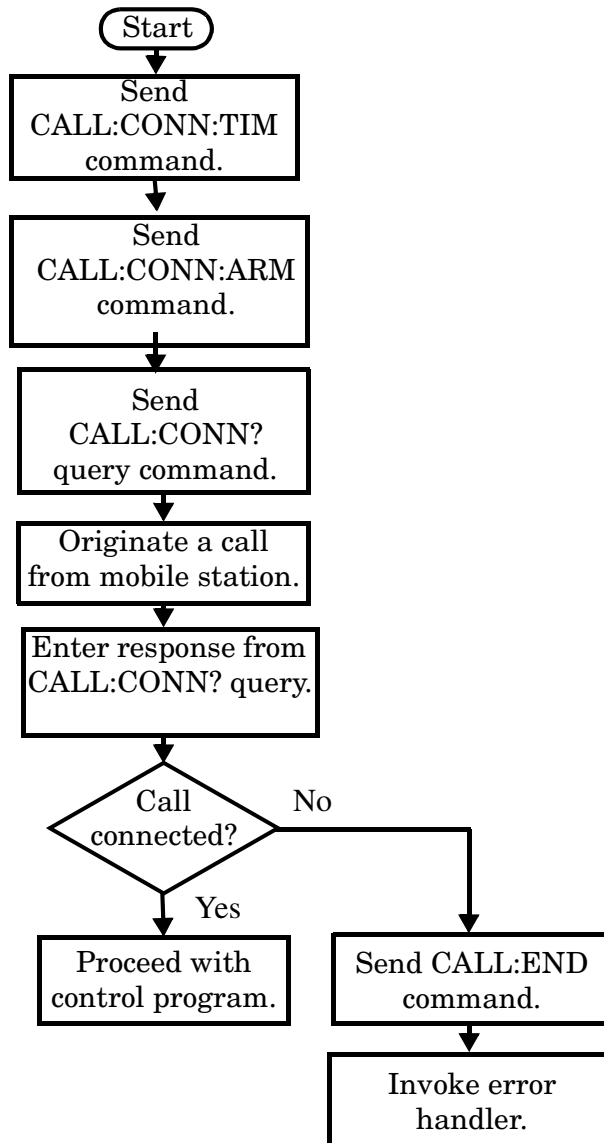 Start
Send
CALL:CONN:TIM
command.
Send
CALL:CONN:ARM
command.
Send
CALL:CONN?
query command.
Originate a call
from mobile station.
Enter response from
CALL:CONN? query.
Call
connected?
No
Yes
Proceed with
control program.
Send CALL:END
command.
Invoke error
handler.